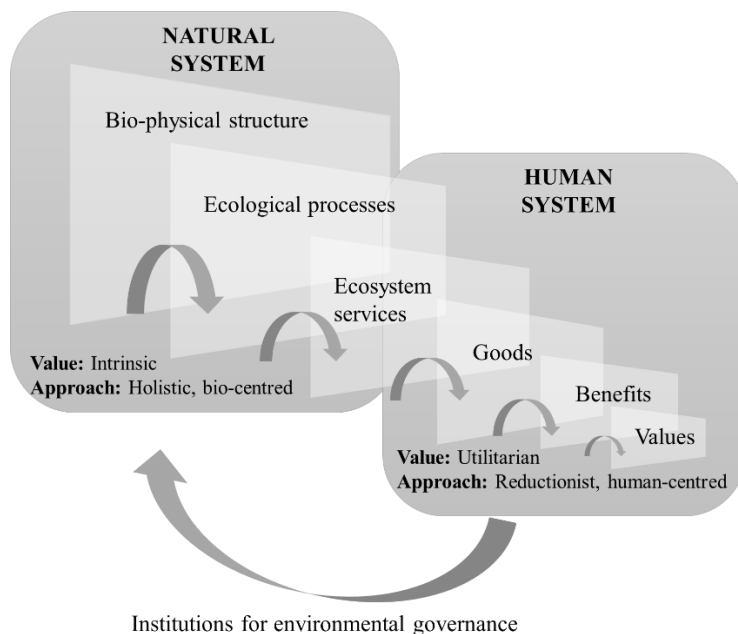 NATURAL
SYSTEM
Bio-physical structure
Ecological processes
Ecosystem
services
Value: Intrinsic
Approach: Holistic, bio-centred
HUMAN
SYSTEM
Goods
Benefits
Values
Value: Utilitarian
Approach: Reductionist, human-centred
Institutions for environmental governance